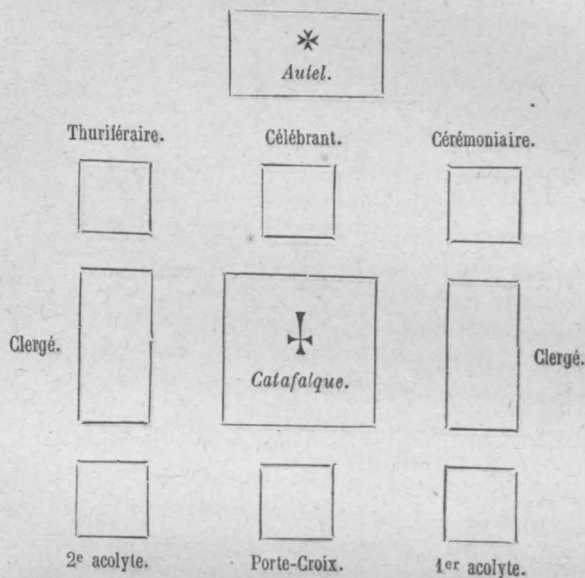 Autel.
Thuriféraire. Célébrant. Cérémoniaire.
Clergé. Clergé.
Catafalque.
2e acolyte. Porte-Croix. 1er acolyte.